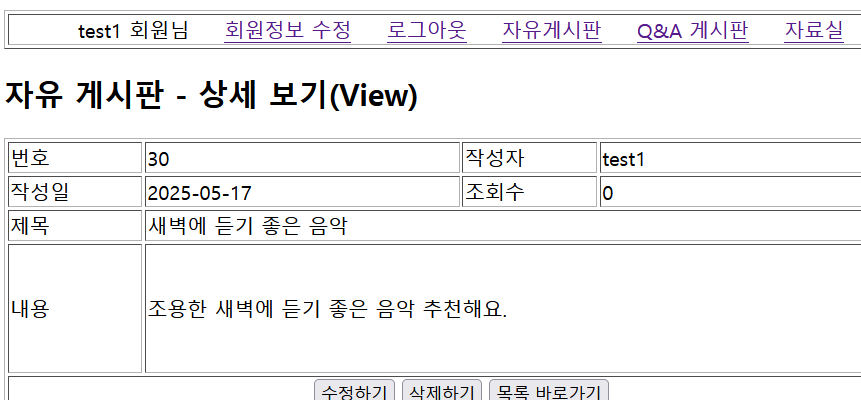 test1 회원님 회원정보 수정 로그아웃 자유게시판 Q&A 게시판 자료실
자유 게시판 - 상세 보기(View)
번호 30 작성자 test1
작성일 2025-05-17 조회수 0
제목 새벽에 듣기 좋은 음악
내용 조용한 새벽에 듣기 좋은 음악 추천해요.
수정하기 삭제하기 목록 바로가기